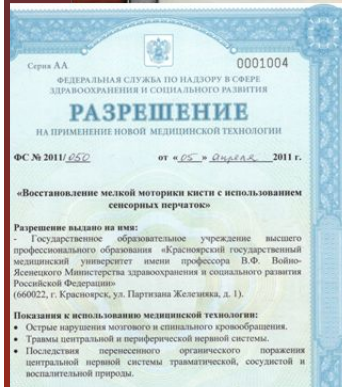 Серия АА
0001004
ФЕДЕРАЛЬНАЯ СЛУЖБА ПО НАДЗОРУ В СФЕРЕ
ЗДРАВООХРАНЕНИЯ И СОЦИАЛЬНОГО РАЗВИТИЯ
РАЗРЕШЕНИЕ
НА ПРИМЕНЕНИЕ НОВОЙ МЕДИЦИНСКОЙ ТЕХНОЛОГИИ
ФС № 2011/050 от «05» апреля 2011 г.
«Восстановление мелкой моторики кисти с использованием
сенсорных перчаток»
Разрешение выдано на имя:
- Государственное образовательное учреждение высшего
профессионального образования «Красноярский государственный
медицинский университет имени профессора В.Ф. Войно-
Ясенецкого Министерства здравоохранения и социального развития
Российской Федерации»
(660022, г. Красноярск, ул. Партизана Железняка, д. 1).
Показания к использованию медицинской технологии:
• Острые нарушения мозгового и спинального кровообращения.
• Травмы центральной и периферической нервной системы.
• Последствия перенесенного органического поражения
центральной нервной системы травматической, сосудистой и
воспалительной природы.